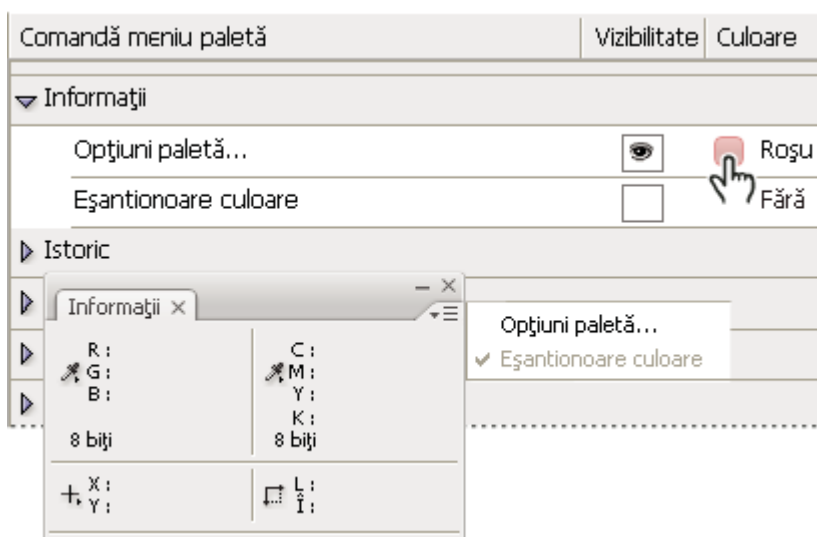 Comandă meniu paletă Vizibilitate Culoare
Informaţii
Opţiuni paletă... Roşu
Eşantionoare culoare Fără
Istoric
Informaţii
Opţiuni paletă...
Eşantionoare culoare
R:
G:
B:
8 biţi
C:
M:
Y:
K:
8 biţi
X:
Y:
L:
Î: